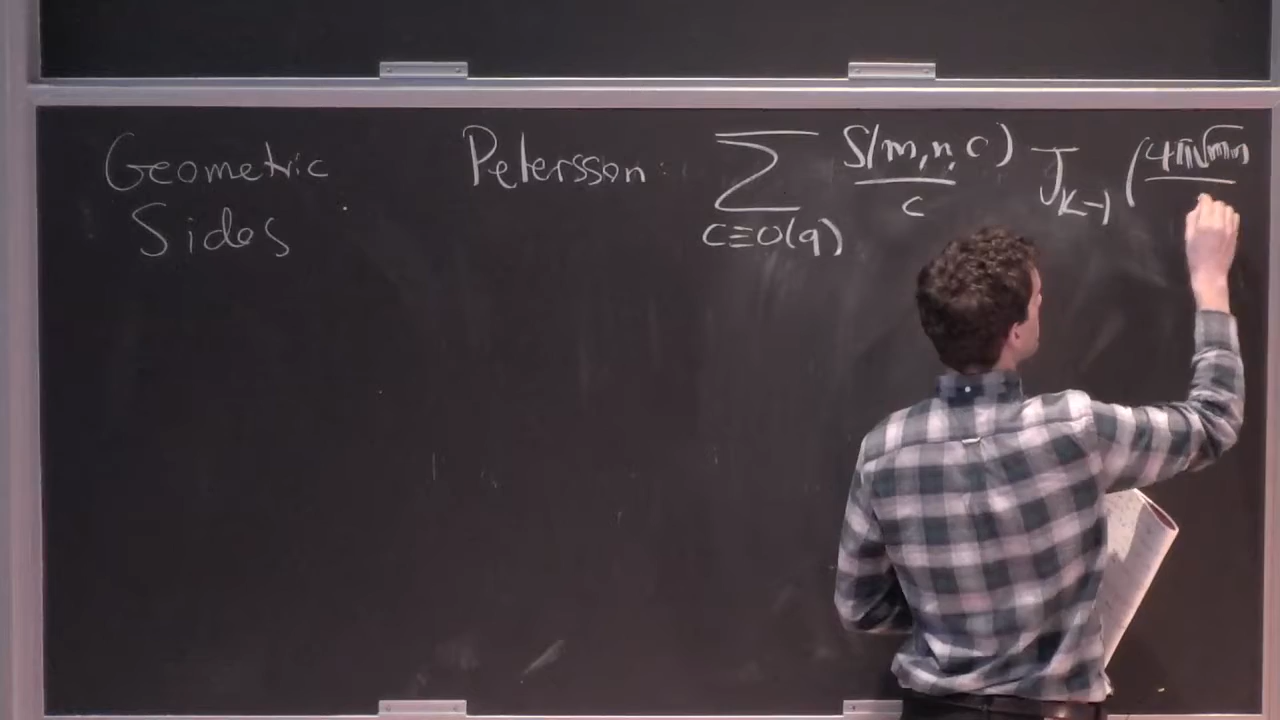 Geometric Sides
Petersson: ∑_{c≡0(q)} S(m,n,c)/c J_{k-1}(4π√mn